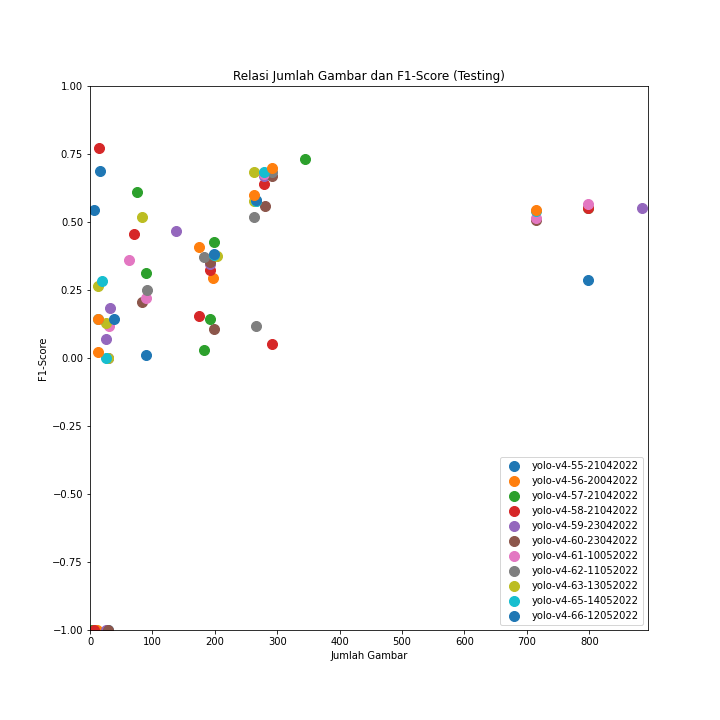 Relasi Jumlah Gambar dan F1-Score (Testing)
1.00
0.75
0.50
0.25
0.00
−0.25
−0.50
−0.75
−1.00
F1-Score
0
100
200
300
400
500
600
700
800
Jumlah Gambar
yolo-v4-55-21042022
yolo-v4-56-20042022
yolo-v4-57-21042022
yolo-v4-58-21042022
yolo-v4-59-23042022
yolo-v4-60-23042022
yolo-v4-61-10052022
yolo-v4-62-11052022
yolo-v4-63-13052022
yolo-v4-65-14052022
yolo-v4-66-12052022